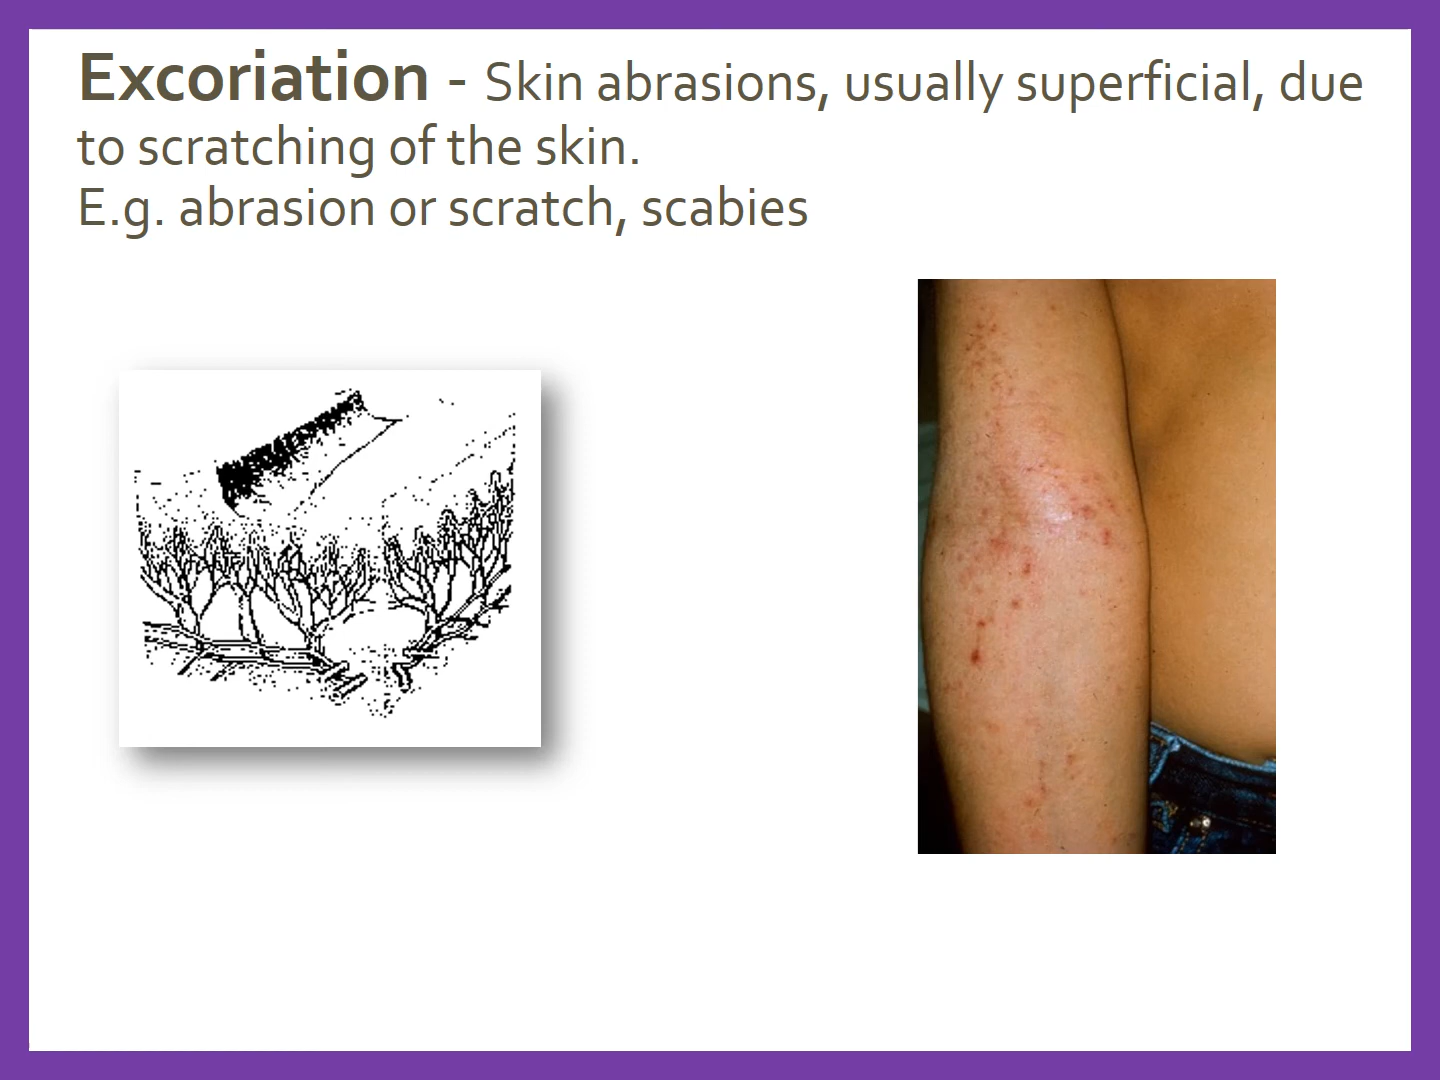 Excoriation - Skin abrasions, usually superficial, due
to scratching of the skin.
E.g. abrasion or scratch, scabies